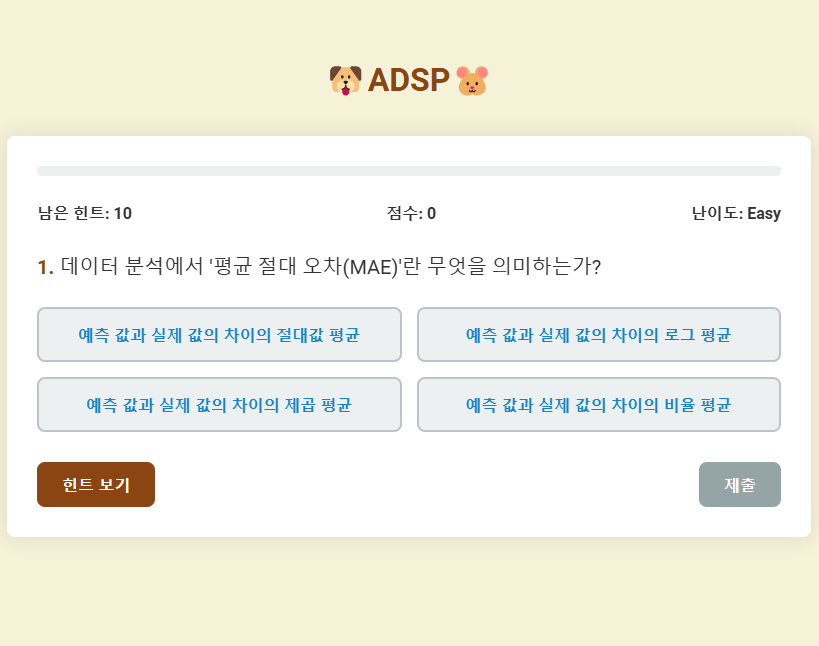 ADSP
남은 힌트: 10
점수: 0
난이도: Easy
1. 데이터 분석에서 '평균 절대 오차(MAE)'란 무엇을 의미하는가?
예측 값과 실제 값의 차이의 절대값 평균
예측 값과 실제 값의 차이의 로그 평균
예측 값과 실제 값의 차이의 제곱 평균
예측 값과 실제 값의 차이의 비율 평균
힌트 보기
제출